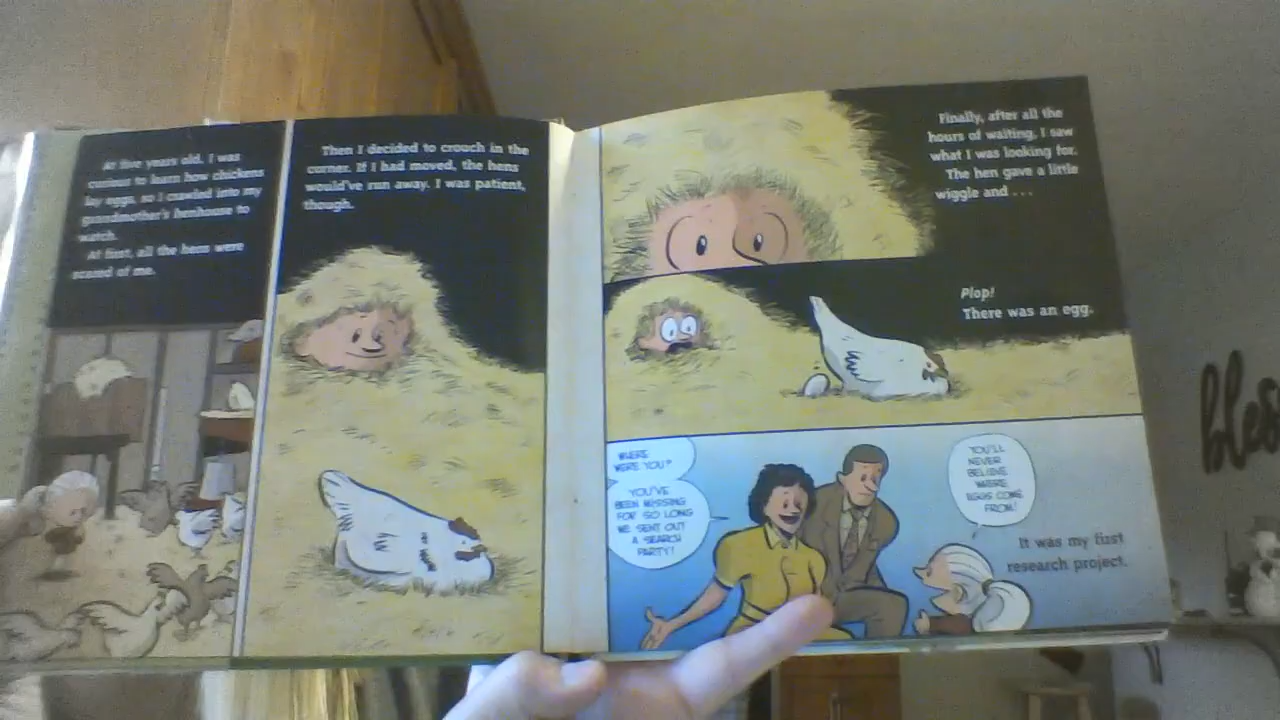 At five years old, I was
curious to learn how chickens
lay eggs, so I crawled into my
grandmother's henhouse to
watch.
At first, all the hens were
scared of me.
Then I decided to crouch in the
corner. If I had moved, the hens
would've run away. I was patient,
though.
Finally, after all the
hours of waiting, I saw
what I was looking for.
The hen gave a little
wiggle and . . .
Plop!
There was an egg.
WHERE
WERE YOU?
YOU'VE
BEEN MISSING
FOR SO LONG
WE SENT OUT
A SEARCH
PARTY!
YOU'LL
NEVER
BELIEVE
WHERE
EGGS COME
FROM!
It was my first
research project.